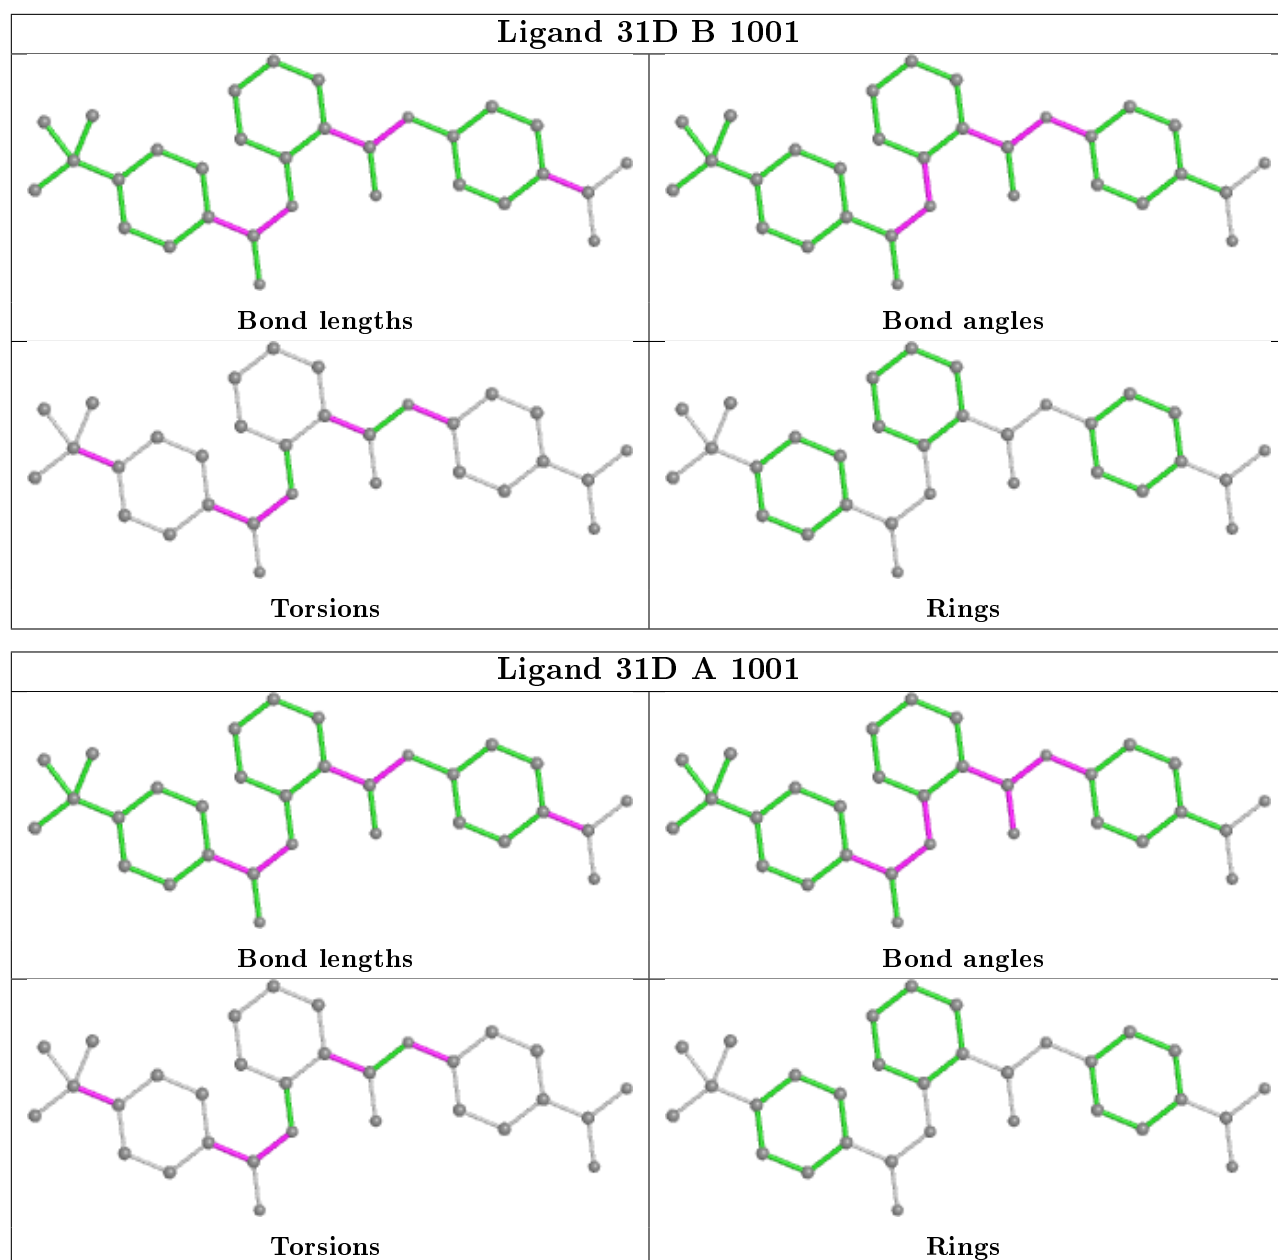 Ligand 31D B 1001
Bond lengths
Bond angles
Torsions
Rings
Ligand 31D A 1001
Bond lengths
Bond angles
Torsions
Rings